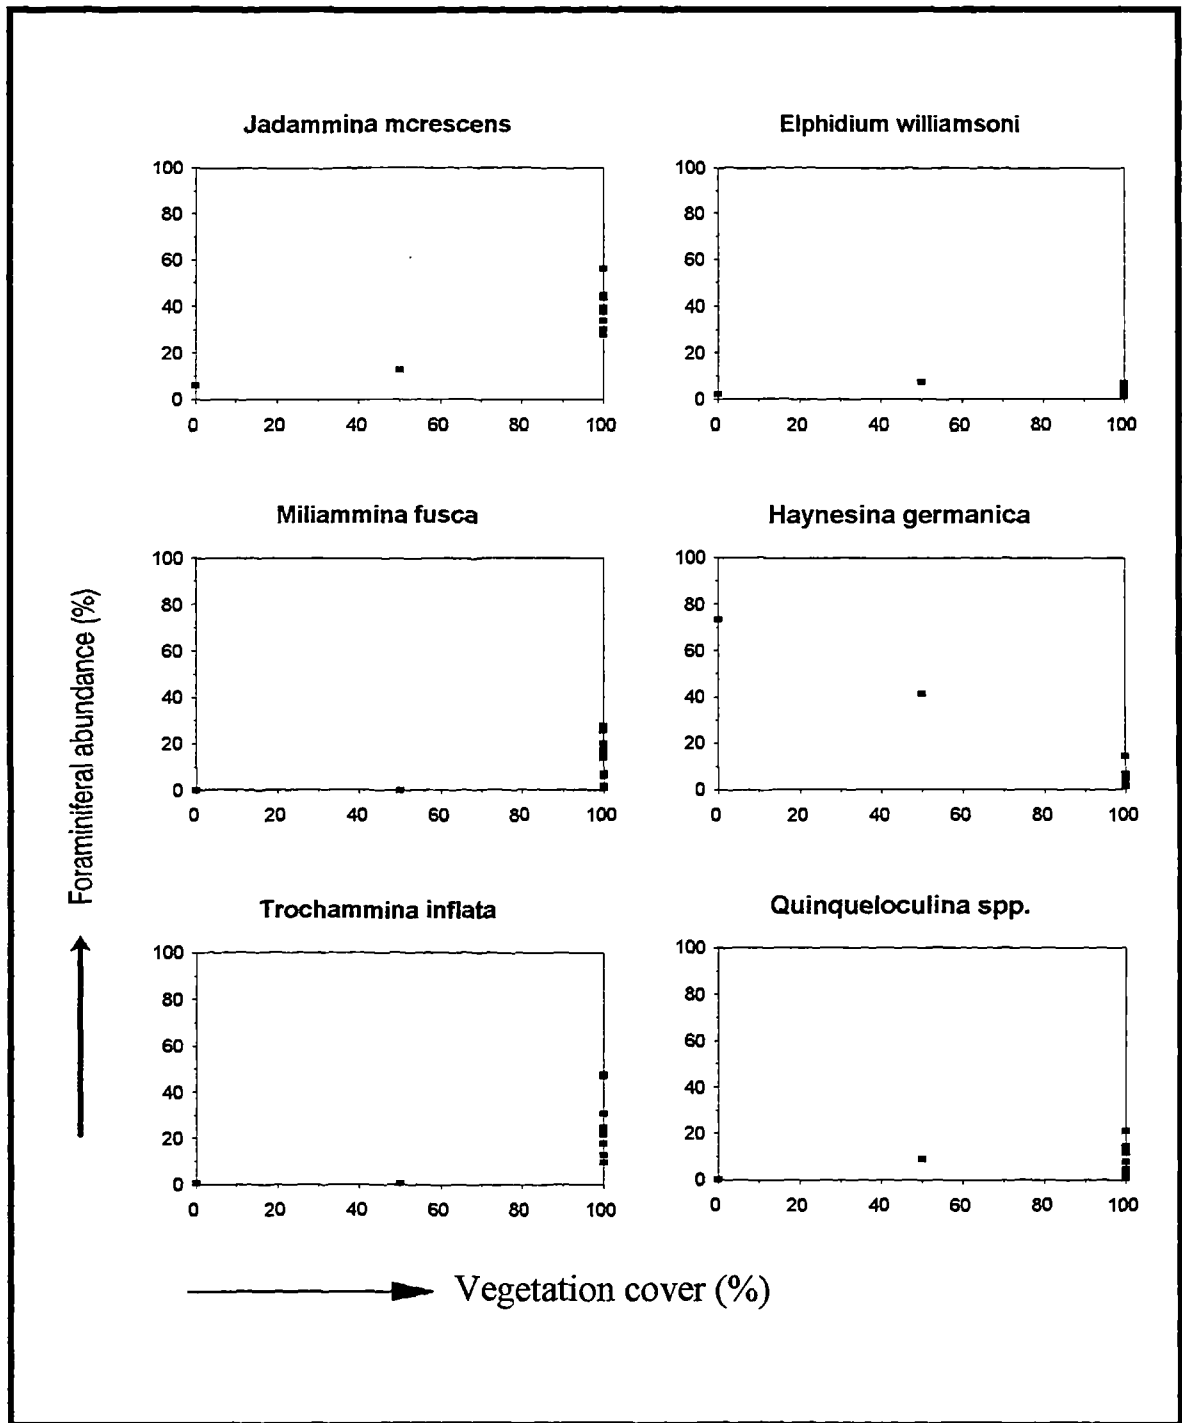 Jadammina mcrescens
100
80
60
40
20
0
0 20 40 60 80 100
Elphidium williamsoni
100
80
60
40
20
0
0 20 40 60 80 100
Miliammina fusca
100
80
60
40
20
0
0 20 40 60 80 100
Haynesina germanica
100
80
60
40
20
0
0 20 40 60 80 100
Trochammina inflata
100
80
60
40
20
0
0 20 40 60 80 100
Quinqueloculina spp.
100
80
60
40
20
0
0 20 40 60 80 100
Foraminiferal abundance (%)
Vegetation cover (%)